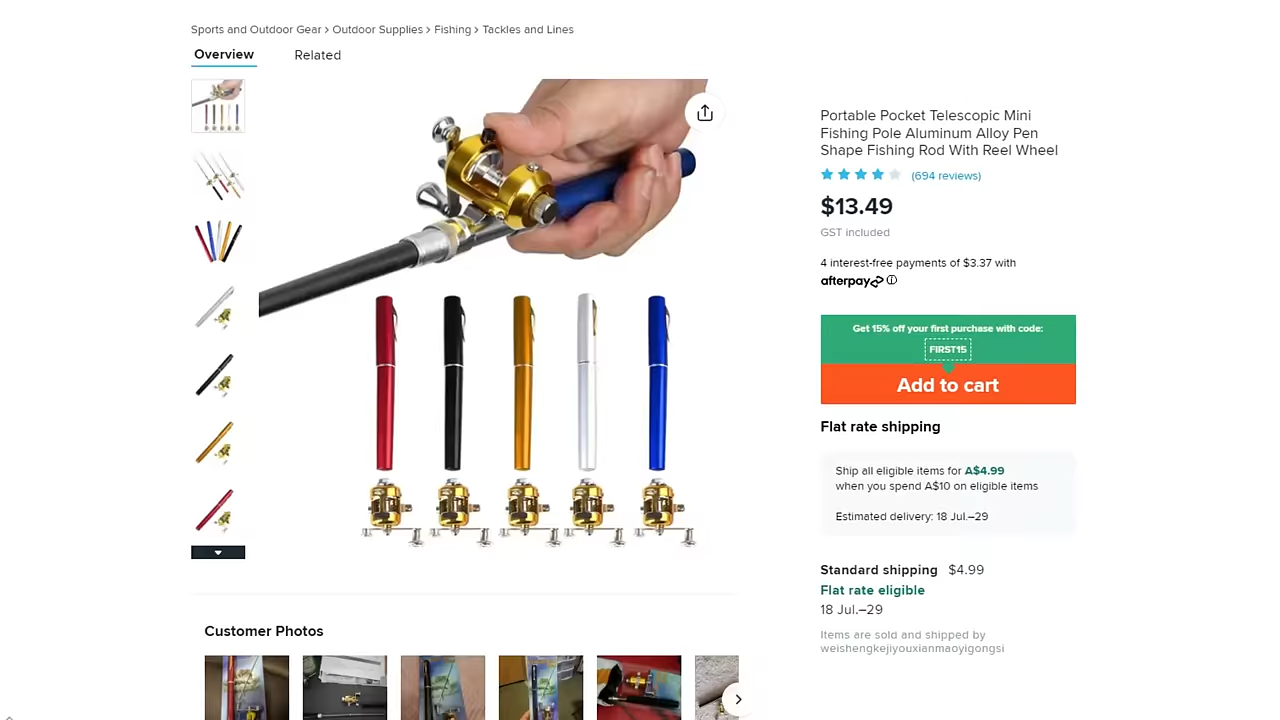 Sports and Outdoor Gear › Outdoor Supplies › Fishing › Tackles and Lines
Overview
Related
Portable Pocket Telescopic Mini
Fishing Pole Aluminum Alloy Pen
Shape Fishing Rod With Reel Wheel
(694 reviews)
$13.49
GST included
4 interest-free payments of $3.37 with
afterpay
Get 15% off your first purchase with code:
FIRST15
Add to cart
Flat rate shipping
Ship all eligible items for A$4.99
when you spend A$10 on eligible items
Estimated delivery: 18 Jul.–29
Standard shipping $4.99
Flat rate eligible
18 Jul.–29
Items are sold and shipped by
weishengkejiyouxianmaoyigongsi
Customer Photos